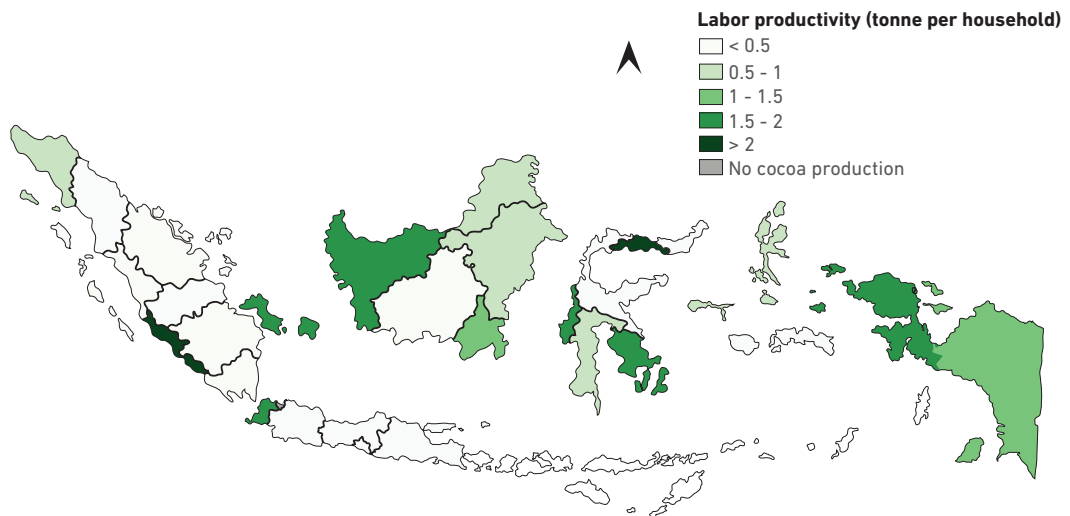 Labor productivity (tonne per household)
< 0.5
0.5 - 1
1 - 1.5
1.5 - 2
> 2
No cocoa production